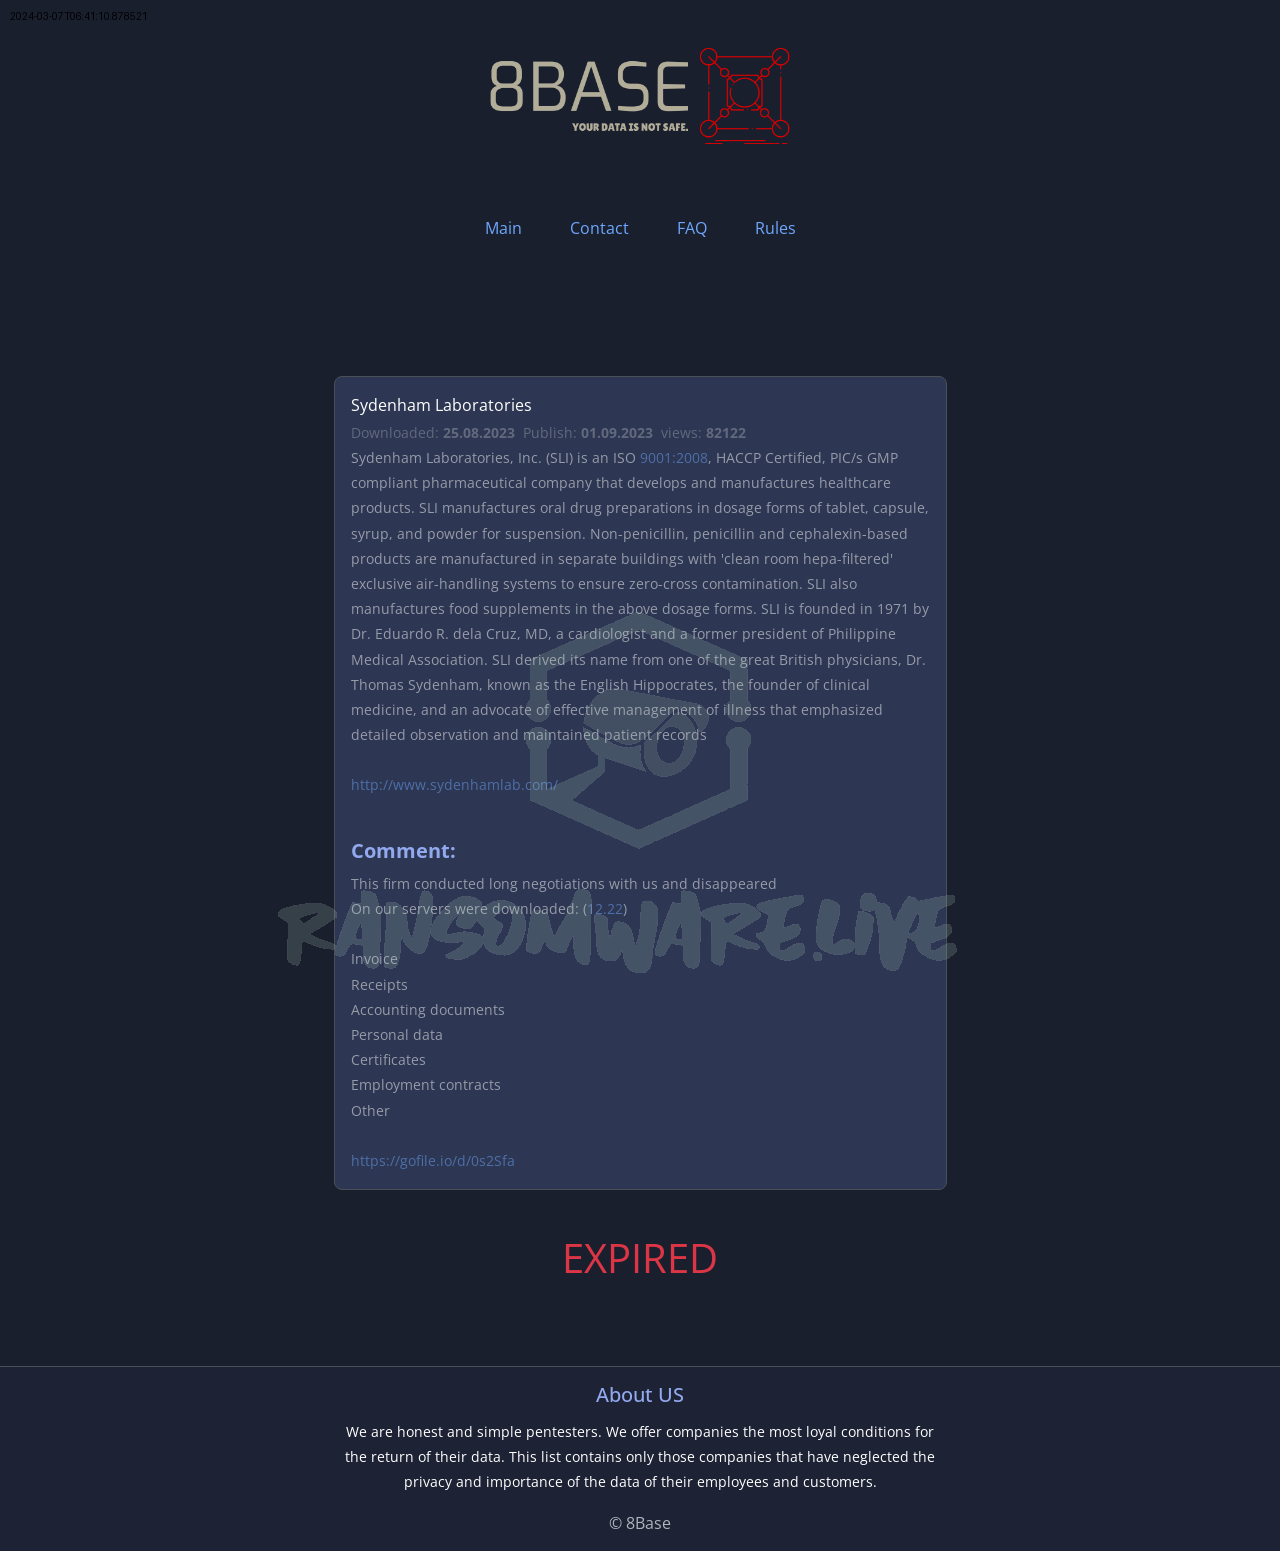 2024-03-07T06:41:10.878521
8BASE
YOUR DATA IS NOT SAFE.
Main Contact FAQ Rules
Sydenham Laboratories
Downloaded: 25.08.2023 Publish: 01.09.2023 views: 82122
Sydenham Laboratories, Inc. (SLI) is an ISO 9001:2008, HACCP Certified, PIC/s GMP
compliant pharmaceutical company that develops and manufactures healthcare
products. SLI manufactures oral drug preparations in dosage forms of tablet, capsule,
syrup, and powder for suspension. Non-penicillin, penicillin and cephalexin-based
products are manufactured in separate buildings with 'clean room hepa-filtered'
exclusive air-handling systems to ensure zero-cross contamination. SLI also
manufactures food supplements in the above dosage forms. SLI is founded in 1971 by
Dr. Eduardo R. dela Cruz, MD, a cardiologist and a former president of Philippine
Medical Association. SLI derived its name from one of the great British physicians, Dr.
Thomas Sydenham, known as the English Hippocrates, the founder of clinical
medicine, and an advocate of effective management of illness that emphasized
detailed observation and maintained patient records
http://www.sydenhamlab.com/
Comment:
This firm conducted long negotiations with us and disappeared
On our servers were downloaded: (12.22)
RANSOMWARE.LIVE
Invoice
Receipts
Accounting documents
Personal data
Certificates
Employment contracts
Other
https://gofile.io/d/0s2Sfa
EXPIRED
About US
We are honest and simple pentesters. We offer companies the most loyal conditions for
the return of their data. This list contains only those companies that have neglected the
privacy and importance of the data of their employees and customers.
© 8Base